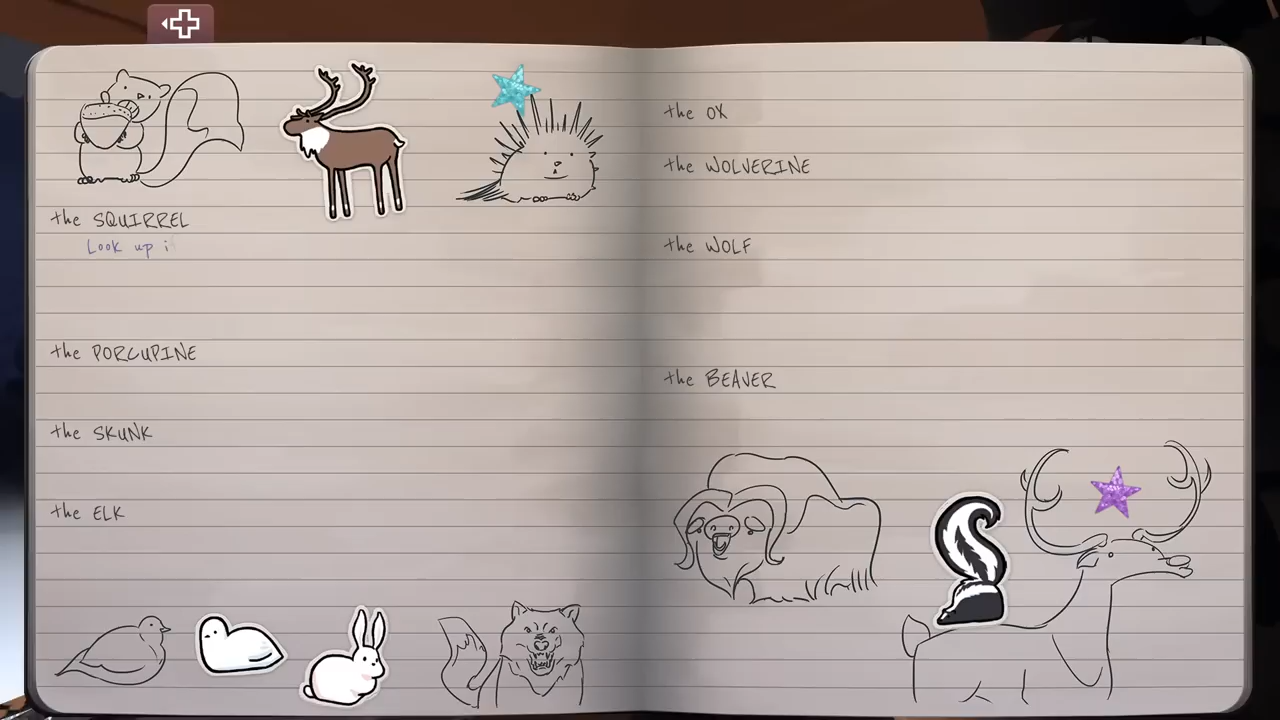 the SQUIRREL
Look up i
the PORCUPINE
the SKUNK
the ELK
the OX
the WOLVERINE
the WOLF
the BEAVER